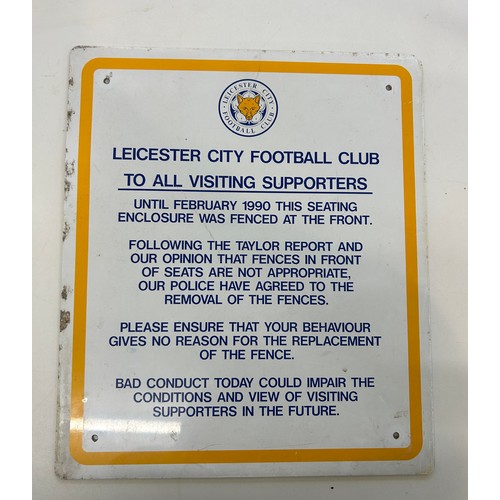 LEICESTER CITY
FOOTBALL CLUB
LEICESTER CITY FOOTBALL CLUB
TO ALL VISITING SUPPORTERS
UNTIL FEBRUARY 1990 THIS SEATING
ENCLOSURE WAS FENCED AT THE FRONT.
FOLLOWING THE TAYLOR REPORT AND
OUR OPINION THAT FENCES IN FRONT
OF SEATS ARE NOT APPROPRIATE,
OUR POLICE HAVE AGREED TO THE
REMOVAL OF THE FENCES.
PLEASE ENSURE THAT YOUR BEHAVIOUR
GIVES NO REASON FOR THE REPLACEMENT
OF THE FENCE.
BAD CONDUCT TODAY COULD IMPAIR THE
CONDITIONS AND VIEW OF VISITING
SUPPORTERS IN THE FUTURE.